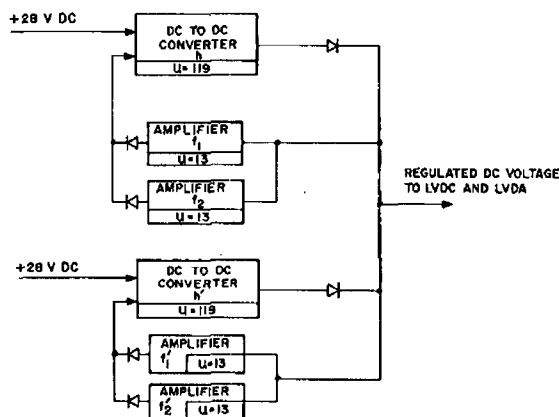 +28 V DC
DC TO DC
CONVERTER
h
u=119
AMPLIFIER
f1
u=13
AMPLIFIER
f2
u=13
REGULATED DC VOLTAGE
TO LVDC AND LVDA
+28 V DC
DC TO DC
CONVERTER
h'
u=119
AMPLIFIER
f1'
u=13
AMPLIFIER
f2'
u=13